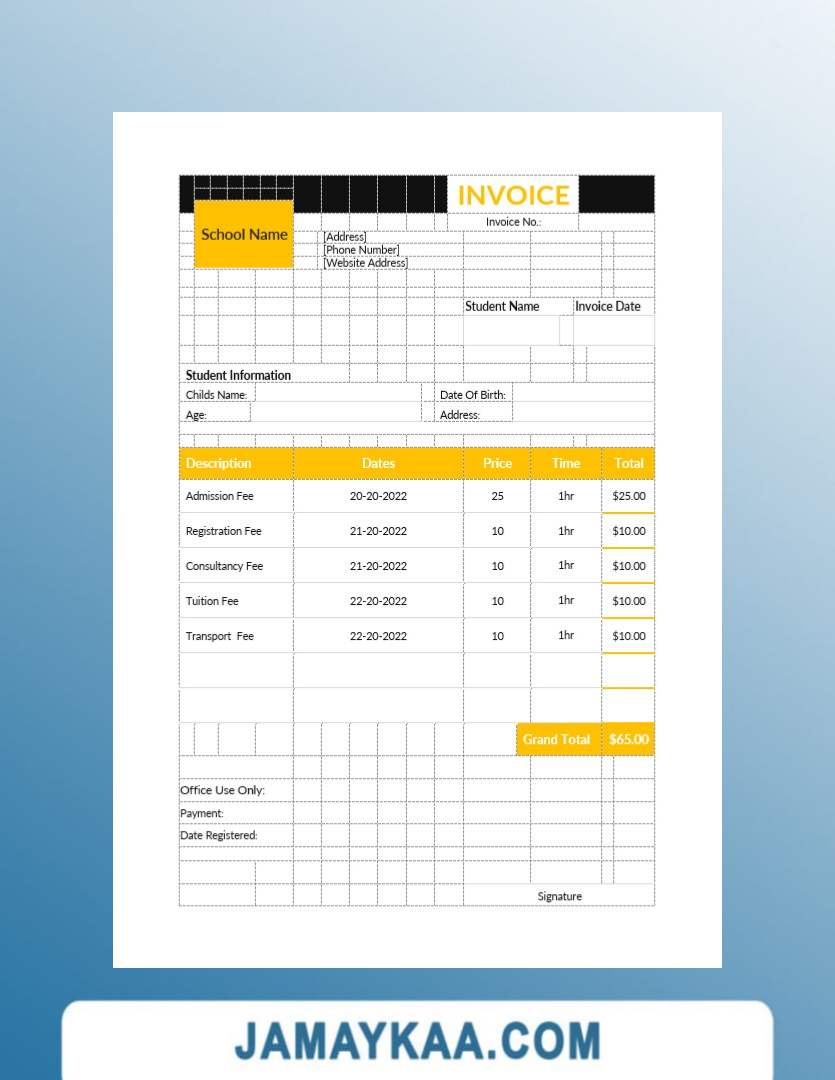 INVOICE
Invoice No.:
School Name
[Address]
[Phone Number]
[Website Address]
Student Name Invoice Date
Student Information
Childs Name: Date Of Birth:
Age: Address:
Description Dates Price Time Total
Admission Fee 20-20-2022 25 1hr $25.00
Registration Fee 21-20-2022 10 1hr $10.00
Consultancy Fee 21-20-2022 10 1hr $10.00
Tuition Fee 22-20-2022 10 1hr $10.00
Transport Fee 22-20-2022 10 1hr $10.00
Grand Total $65.00
Office Use Only:
Payment:
Date Registered:
Signature
JAMAYKAA.COM